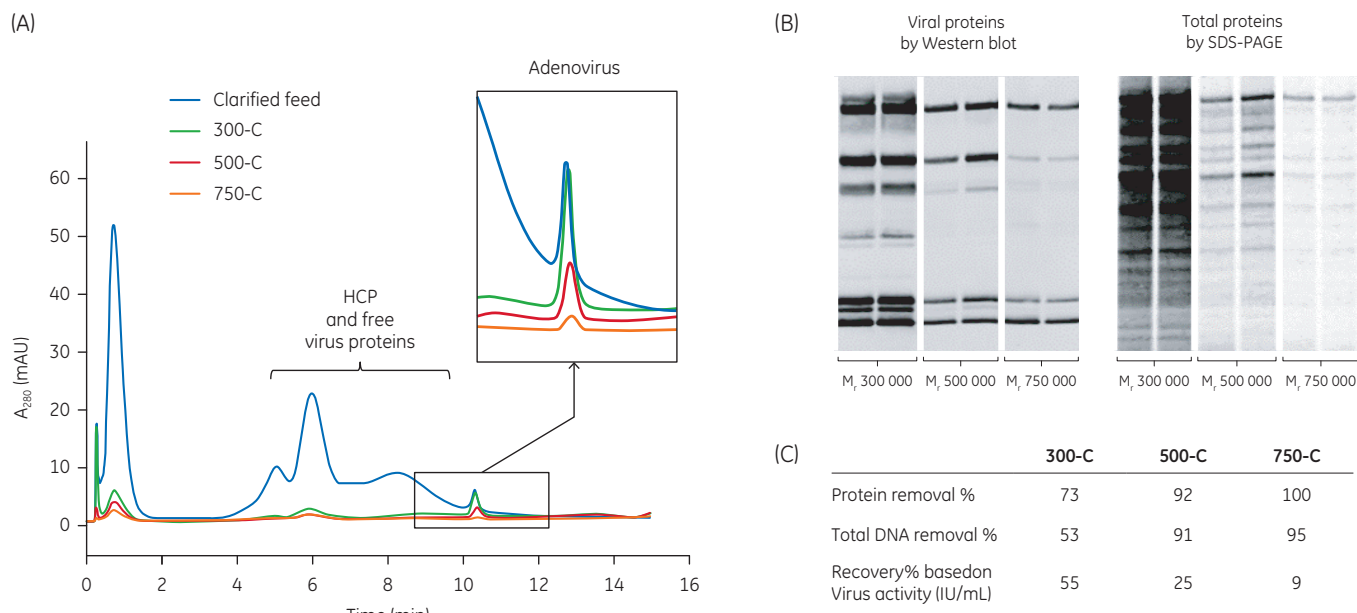 (A)
Clarified feed
300-C
500-C
750-C
Adenovirus
HCP
and free
virus proteins
A280 (mAU)
60
50
40
30
20
10
0
0 2 4 6 8 10 12 14 16
Time (min)
(B)
Viral proteins
by Western blot
Total proteins
by SDS-PAGE
Mr 300 000 Mr 500 000 Mr 750 000
Mr 300 000 Mr 500 000 Mr 750 000
(C)
300-C 500-C 750-C
Protein removal % 73 92 100
Total DNA removal % 53 91 95
Recovery% basedon
Virus activity (IU/mL) 55 25 9